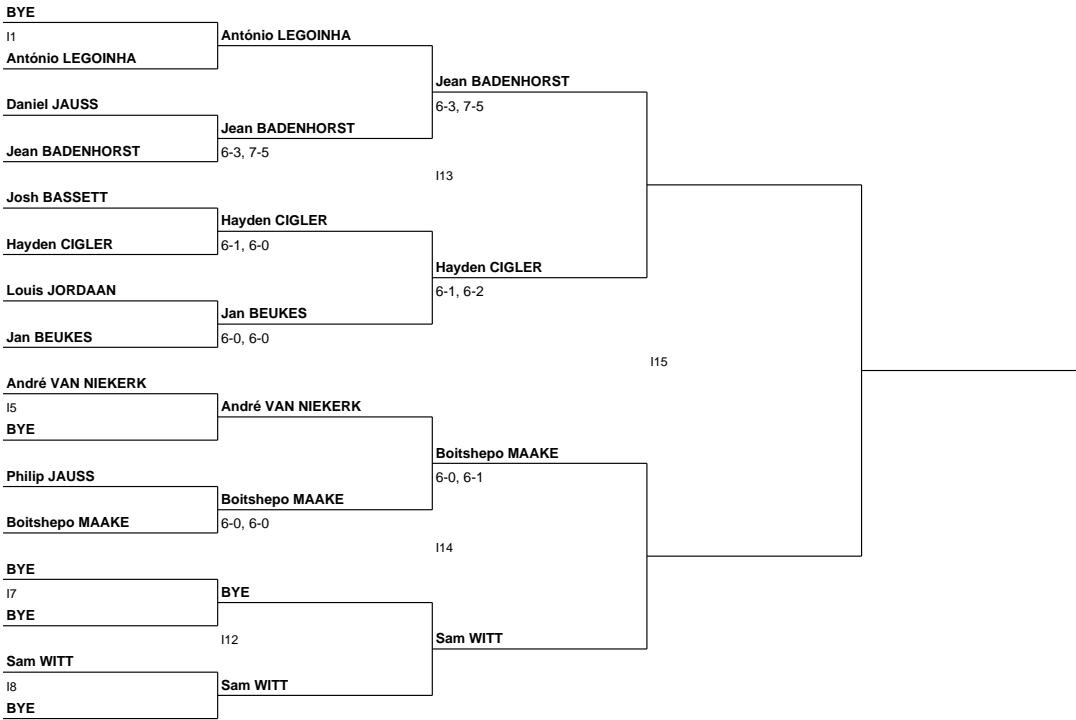 BYE
I1
António LEGOINHA
António LEGOINHA
Jean BADENHORST
6-3, 7-5
Daniel JAUSS
Jean BADENHORST
Jean BADENHORST
6-3, 7-5
I13
Josh BASSETT
Hayden CIGLER
Hayden CIGLER
6-1, 6-0
Hayden CIGLER
6-1, 6-2
Louis JORDAAN
Jan BEUKES
Jan BEUKES
6-0, 6-0
I15
André VAN NIEKERK
I5
André VAN NIEKERK
BYE
Boitshepo MAAKE
6-0, 6-1
Philip JAUSS
Boitshepo MAAKE
Boitshepo MAAKE
6-0, 6-0
I14
BYE
I7
BYE
BYE
I12
Sam WITT
Sam WITT
I8
Sam WITT
BYE